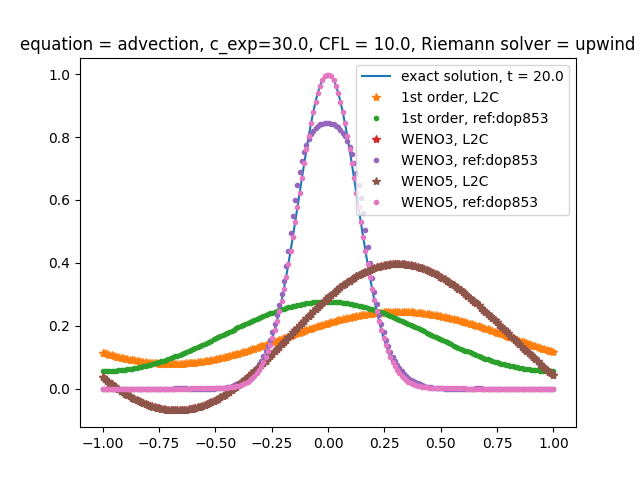 equation = advection, c_exp=30.0, CFL = 10.0, Riemann solver = upwind
1.0
0.8
0.6
0.4
0.2
0.0
exact solution, t = 20.0
1st order, L2C
1st order, ref:dop853
WENO3, L2C
WENO3, ref:dop853
WENO5, L2C
WENO5, ref:dop853
−1.00 −0.75 −0.50 −0.25 0.00 0.25 0.50 0.75 1.00